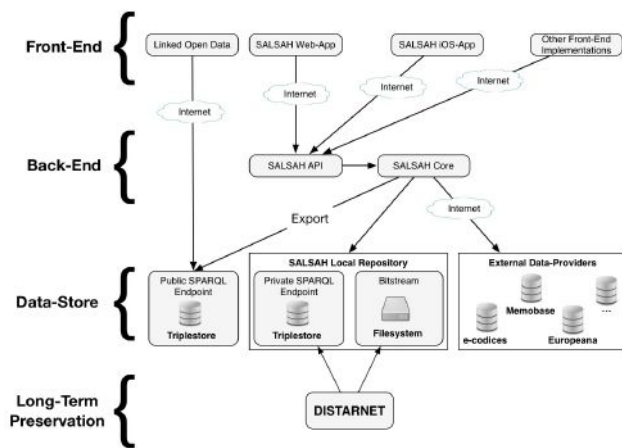 Front-End
Linked Open Data
SALSAH Web-App
SALSAH iOS-App
Other Front-End
Implementations
Internet
Internet
Internet
Internet
Back-End
SALSAH API
SALSAH Core
Export
Internet
Data-Store
Public SPARQL
Endpoint
Triplestore
SALSAH Local Repository
Private SPARQL
Endpoint
Triplestore
Bitstream
Filesystem
External Data-Providers
Memobase
...
e-codices
Europeana
Long-Term
Preservation
DISTARNET